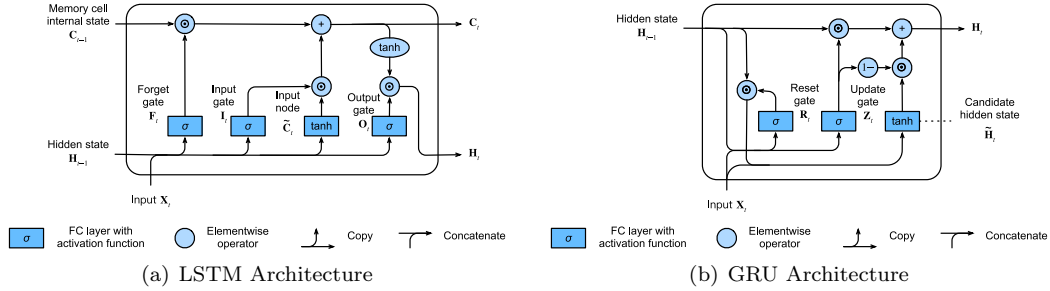 Memory cell
internal state
C_{t−1}
C_t
+
tanh
Forget
gate
F_t
Input
gate
I_t
Input
node
C̃_t
Output
gate
O_t
σ
σ
tanh
σ
Hidden state
H_{t−1}
H_t
Input X_t
σ
FC layer with
activation function
Elementwise
operator
Copy
Concatenate
(a) LSTM Architecture
Hidden state
H_{t−1}
H_t
+
1−
Reset
gate
R_t
Update
gate
Z_t
σ
σ
tanh
Candidate
hidden state
H̃_t
Input X_t
σ
FC layer with
activation function
Elementwise
operator
Copy
Concatenate
(b) GRU Architecture